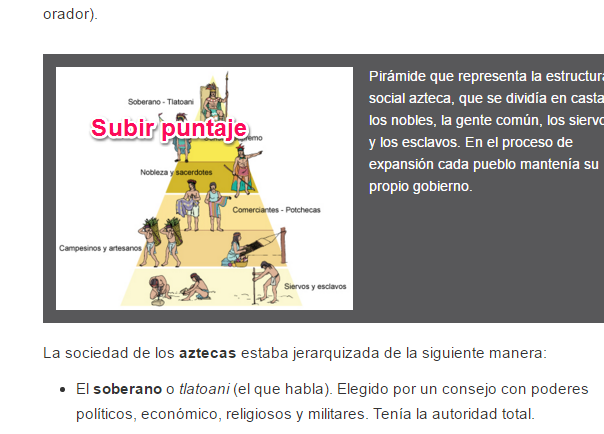 orador).
Soberano - Tlatoani
Subir puntaje
Nobleza y sacerdotes
Comerciantes - Potchecas
Campesinos y artesanos
Siervos y esclavos
Pirámide que representa la estructura
social azteca, que se dividía en casta
los nobles, la gente común, los siervo
y los esclavos. En el proceso de
expansión cada pueblo mantenía su
propio gobierno.
La sociedad de los aztecas estaba jerarquizada de la siguiente manera:
• El soberano o tlatoani (el que habla). Elegido por un consejo con poderes
políticos, económico, religiosos y militares. Tenía la autoridad total.